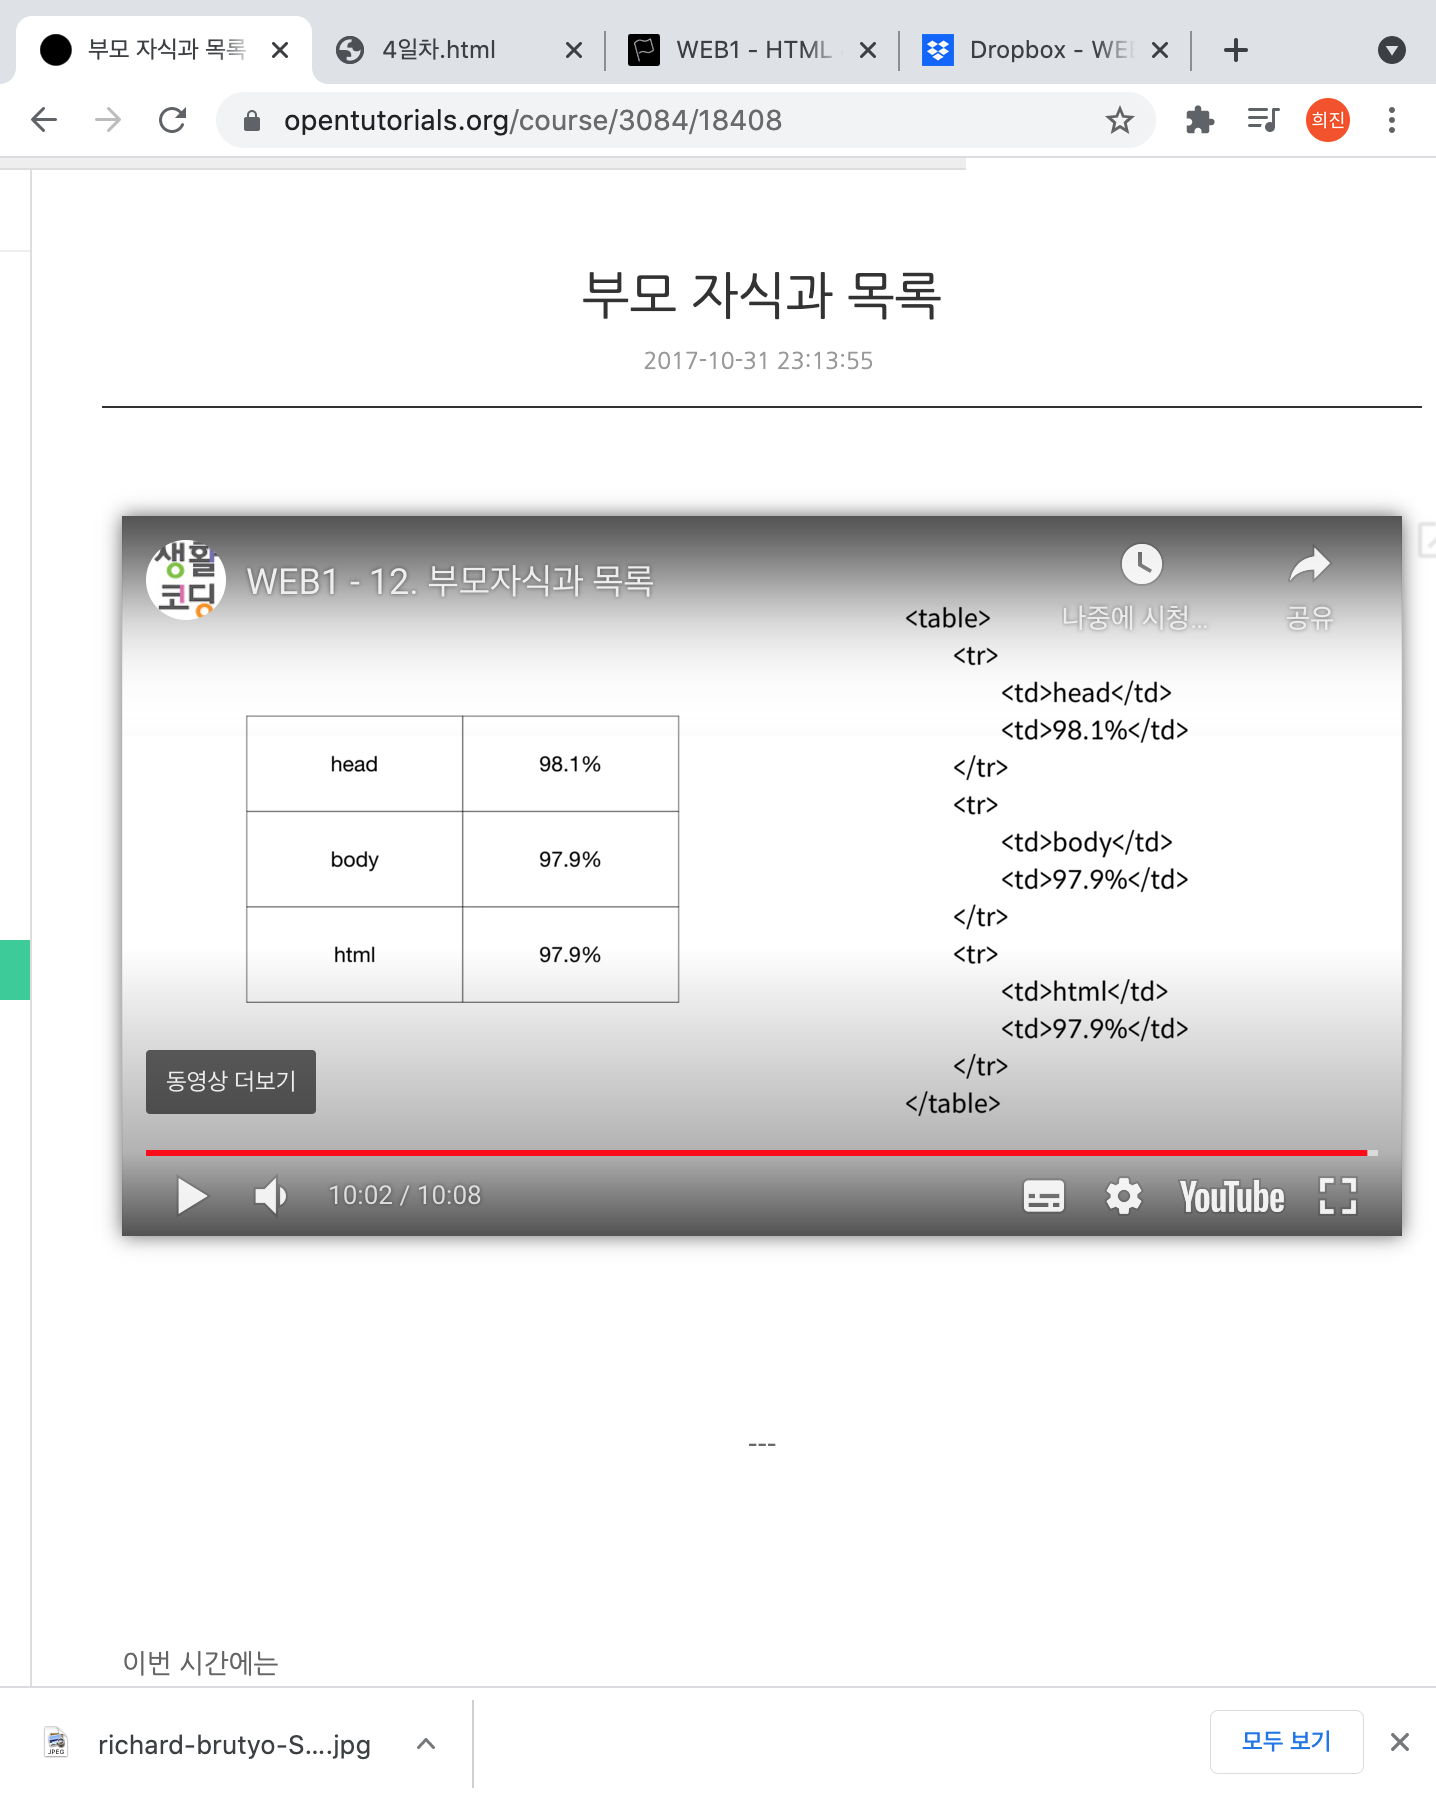 부모 자식과 목록
4일차.html
WEB1 - HTML
Dropbox - WEB
opentutorials.org/course/3084/18408
희진
부모 자식과 목록
2017-10-31 23:13:55
생활
코딩
WEB1 - 12. 부모자식과 목록
나중에 시청...
공유
head 98.1%
body 97.9%
html 97.9%
<table>
<tr>
<td>head</td>
<td>98.1%</td>
</tr>
<tr>
<td>body</td>
<td>97.9%</td>
</tr>
<tr>
<td>html</td>
<td>97.9%</td>
</tr>
</table>
동영상 더보기
10:02 / 10:08
YouTube
---
이번 시간에는
JPEG
richard-brutyo-S....jpg
모두 보기